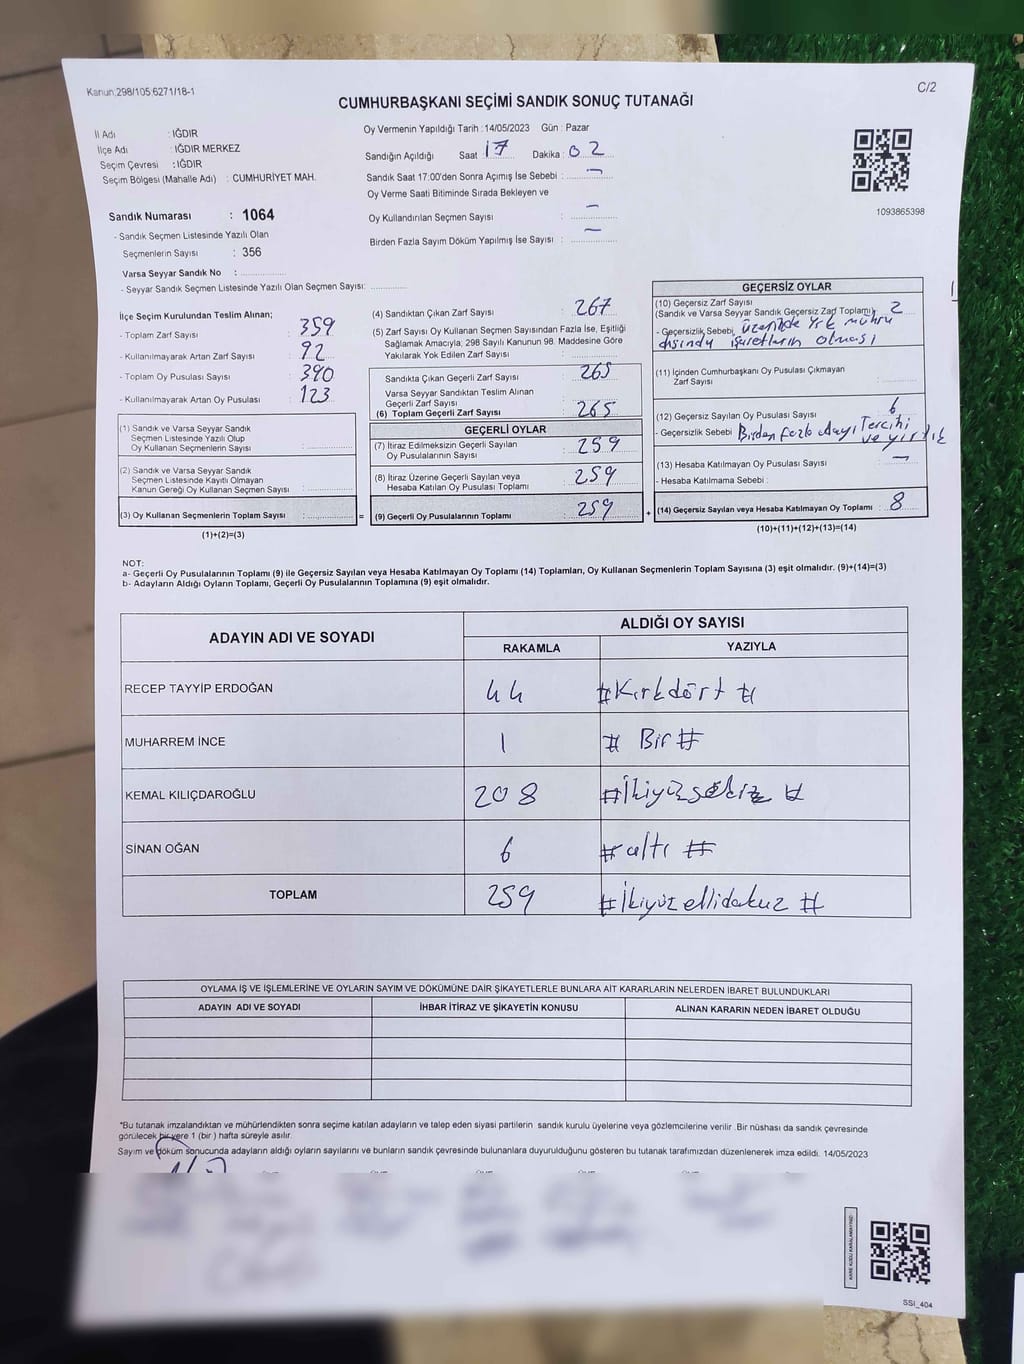 Kanun:298/105:6271/18-1
C/2
CUMHURBAŞKANI SEÇİMİ SANDIK SONUÇ TUTANAĞI
İl Adı : IĞDIR
İlçe Adı : IĞDIR MERKEZ
Seçim Çevresi : IĞDIR
Seçim Bölgesi (Mahalle Adı) : CUMHURİYET MAH.
Sandık Numarası : 1064
- Sandık Seçmen Listesinde Yazılı Olan
Seçmenlerin Sayısı : 356
Varsa Seyyar Sandık No :
- Seyyar Sandık Seçmen Listesinde Yazılı Olan Seçmen Sayısı:
Oy Vermenin Yapıldığı Tarih : 14/05/2023 Gün : Pazar
Sandığın Açıldığı Saat 17 Dakika : 02
Sandık Saat 17:00'den Sonra Açımış İse Sebebi : -
Oy Verme Saati Bitiminde Sırada Bekleyen ve
Oy Kullandırılan Seçmen Sayısı : -
Birden Fazla Sayım Döküm Yapılmış İse Sayısı : -
1093865398
İlçe Seçim Kurulundan Teslim Alınan;
- Toplam Zarf Sayısı : 359
- Kullanılmayarak Artan Zarf Sayısı : 92
- Toplam Oy Pusulası Sayısı : 390
- Kullanılmayarak Artan Oy Pusulası : 123
(1) Sandık ve Varsa Seyyar Sandık
Seçmen Listesinde Yazılı Olup
Oy Kullanan Seçmenlerin Sayısı :
(2) Sandık ve Varsa Seyyar Sandık
Seçmen Listesinde Kayıtlı Olmayan
Kanun Gereği Oy Kullanan Seçmen Sayısı :
(3) Oy Kullanan Seçmenlerin Toplam Sayısı :
(1)+(2)=(3)
(4) Sandıktan Çıkan Zarf Sayısı : 267
(5) Zarf Sayısı Oy Kullanan Seçmen Sayısından Fazla İse, Eşitliği
Sağlamak Amacıyla; 298 Sayılı Kanunun 98. Maddesine Göre
Yakılarak Yok Edilen Zarf Sayısı :
Sandıkta Çıkan Geçerli Zarf Sayısı : 265
Varsa Seyyar Sandıktan Teslim Alınan
Geçerli Zarf Sayısı :
(6) Toplam Geçerli Zarf Sayısı : 265
GEÇERLİ OYLAR
(7) İtiraz Edilmeksizin Geçerli Sayılan
Oy Pusulalarının Sayısı : 259
(8) İtiraz Üzerine Geçerli Sayılan veya
Hesaba Katılan Oy Pusulası Toplamı : 259
(9) Geçerli Oy Pusulalarının Toplamı : 259
GEÇERSİZ OYLAR
(10) Geçersiz Zarf Sayısı
(Sandık ve Varsa Seyyar Sandık Geçersiz Zarf Toplamı): 2
- Geçersizlik Sebebi: üzerinde YSK mührü
dışında işaretlerin olması
(11) İçinden Cumhurbaşkanı Oy Pusulası Çıkmayan
Zarf Sayısı :
(12) Geçersiz Sayılan Oy Pusulası Sayısı : 6
- Geçersizlik Sebebi Birden fazla Tercihi
ve yırtık
(13) Hesaba Katılmayan Oy Pusulası Sayısı : -
- Hesaba Katılmama Sebebi :
(14) Geçersiz Sayılan veya Hesaba Katılmayan Oy Toplamı : 8
(10)+(11)+(12)+(13)=(14)
NOT:
a- Geçerli Oy Pusulalarının Toplamı (9) ile Geçersiz Sayılan veya Hesaba Katılmayan Oy Toplamı (14) Toplamları, Oy Kullanan Seçmenlerin Toplam Sayısına (3) eşit olmalıdır. (9)+(14)=(3)
b- Adayların Aldığı Oyların Toplamı, Geçerli Oy Pusulalarının Toplamına (9) eşit olmalıdır.
ADAYIN ADI VE SOYADI
ALDIĞI OY SAYISI
RAKAMLA YAZIYLA
RECEP TAYYİP ERDOĞAN 44 #Kırkdört #
MUHARREM İNCE 1 # Bir #
KEMAL KILIÇDAROĞLU 208 #İkiyüzsekiz #
SİNAN OĞAN 6 #altı #
TOPLAM 259 #İkiyüzellidokuz #
OYLAMA İŞ VE İŞLEMLERİNE VE OYLARIN SAYIM VE DÖKÜMÜNE DAİR ŞİKAYETLERLE BUNLARA AİT KARARLARIN NELERDEN İBARET BULUNDUKLARI
ADAYIN ADI VE SOYADI İHBAR İTİRAZ VE ŞİKAYETİN KONUSU ALINAN KARARIN NEDEN İBARET OLDUĞU
*Bu tutanak imzalandıktan ve mühürlendikten sonra seçime katılan adayların ve talep eden siyasi partilerin sandık kurulu üyelerine veya gözlemcilerine verilir .Bir nüshası da sandık çevresinde
görülecek bir yere 1 (bir ) hafta süreyle asılır.
Sayım ve döküm sonucunda adayların aldığı oyların sayılarını ve bunların sandık çevresinde bulunanlara duyurulduğunu gösteren bu tutanak tarafımızdan düzenlenerek imza edildi. 14/05/2023
KARE KODU KARALAMAYINIZ!
SSİ_404